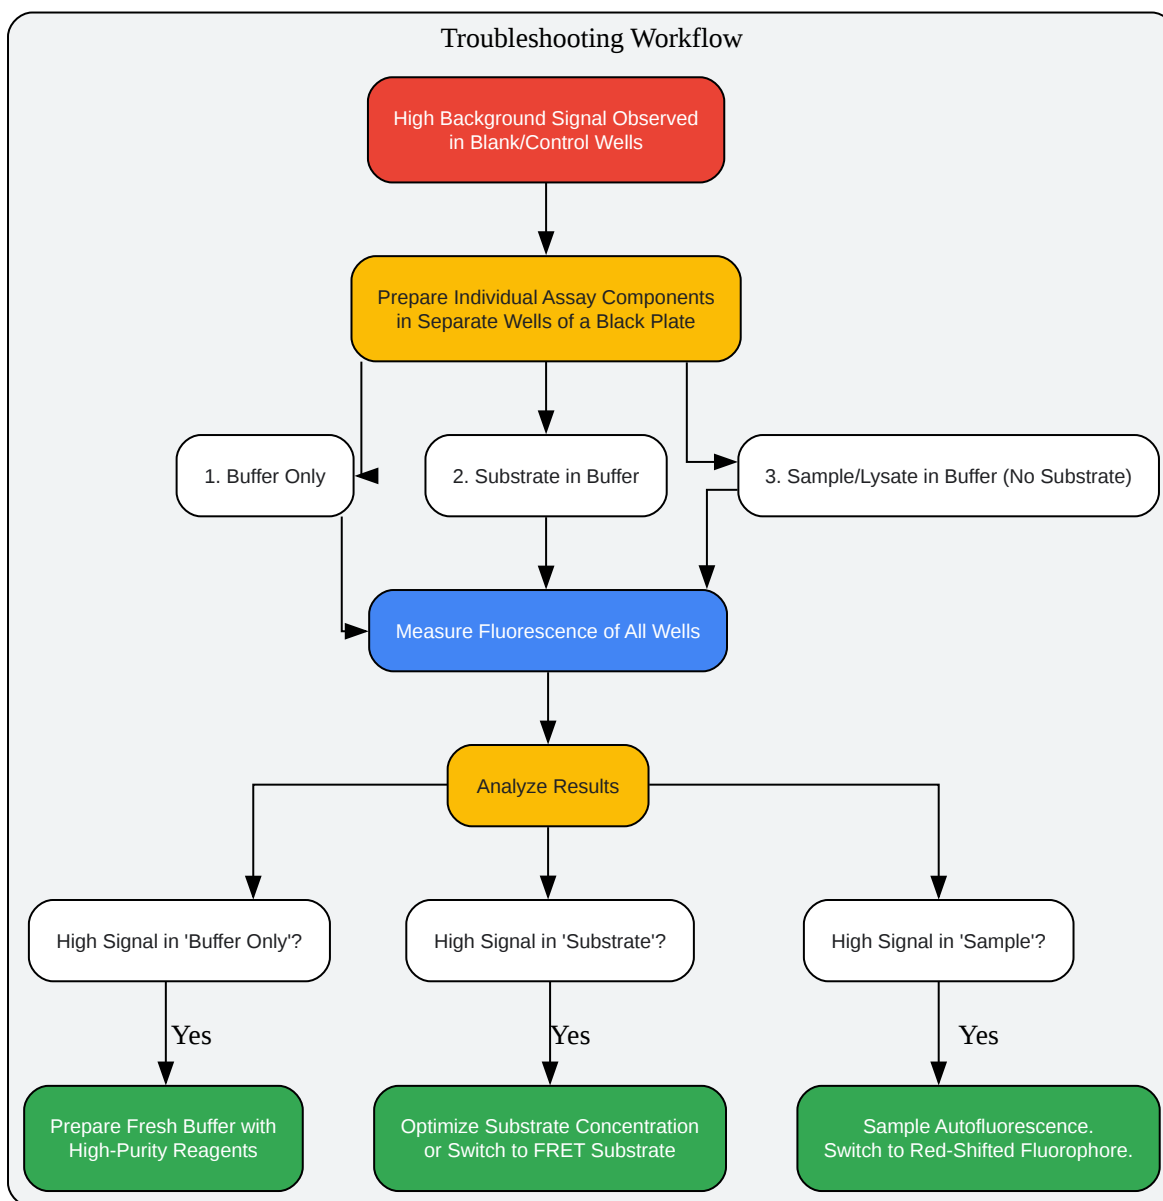 Troubleshooting Workflow
High Background Signal Observed
in Blank/Control Wells
Prepare Individual Assay Components
in Separate Wells of a Black Plate
1. Buffer Only
2. Substrate in Buffer
3. Sample/Lysate in Buffer (No Substrate)
Measure Fluorescence of All Wells
Analyze Results
High Signal in 'Buffer Only'?
High Signal in 'Substrate'?
High Signal in 'Sample'?
Yes
Yes
Yes
Prepare Fresh Buffer with
High-Purity Reagents
Optimize Substrate Concentration
or Switch to FRET Substrate
Sample Autofluorescence.
Switch to Red-Shifted Fluorophore.